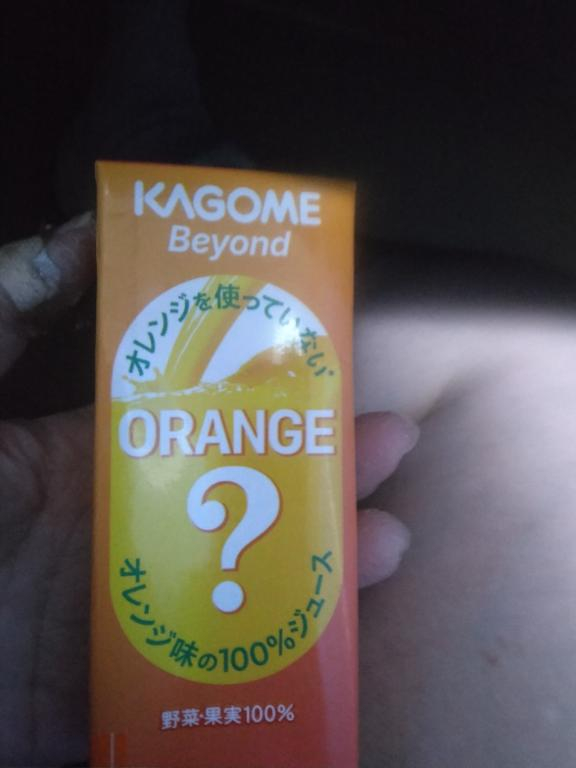 KAGOME
Beyond
オレンジを使っていない
ORANGE
?
オレンジ味の100%ジュース
野菜・果実100%